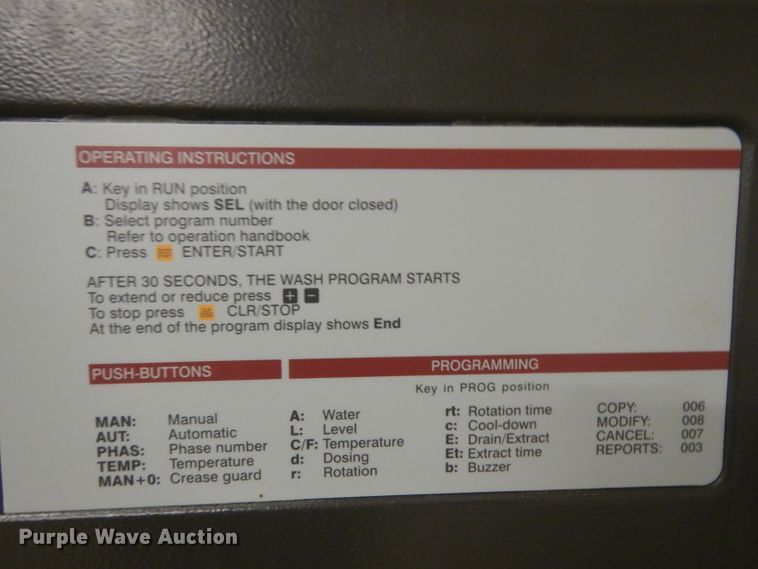 OPERATING INSTRUCTIONS
A: Key in RUN position
Display shows SEL (with the door closed)
B: Select program number
Refer to operation handbook
C: Press ENTER/START
AFTER 30 SECONDS, THE WASH PROGRAM STARTS
To extend or reduce press + −
To stop press CLR/STOP
At the end of the program display shows End
PUSH-BUTTONS
MAN: Manual
AUT: Automatic
PHAS: Phase number
TEMP: Temperature
MAN+0: Crease guard
PROGRAMMING
Key in PROG position
A: Water
L: Level
C/F: Temperature
d: Dosing
r: Rotation
rt: Rotation time
c: Cool-down
E: Drain/Extract
Et: Extract time
b: Buzzer
COPY: 006
MODIFY: 008
CANCEL: 007
REPORTS: 003
Purple Wave Auction